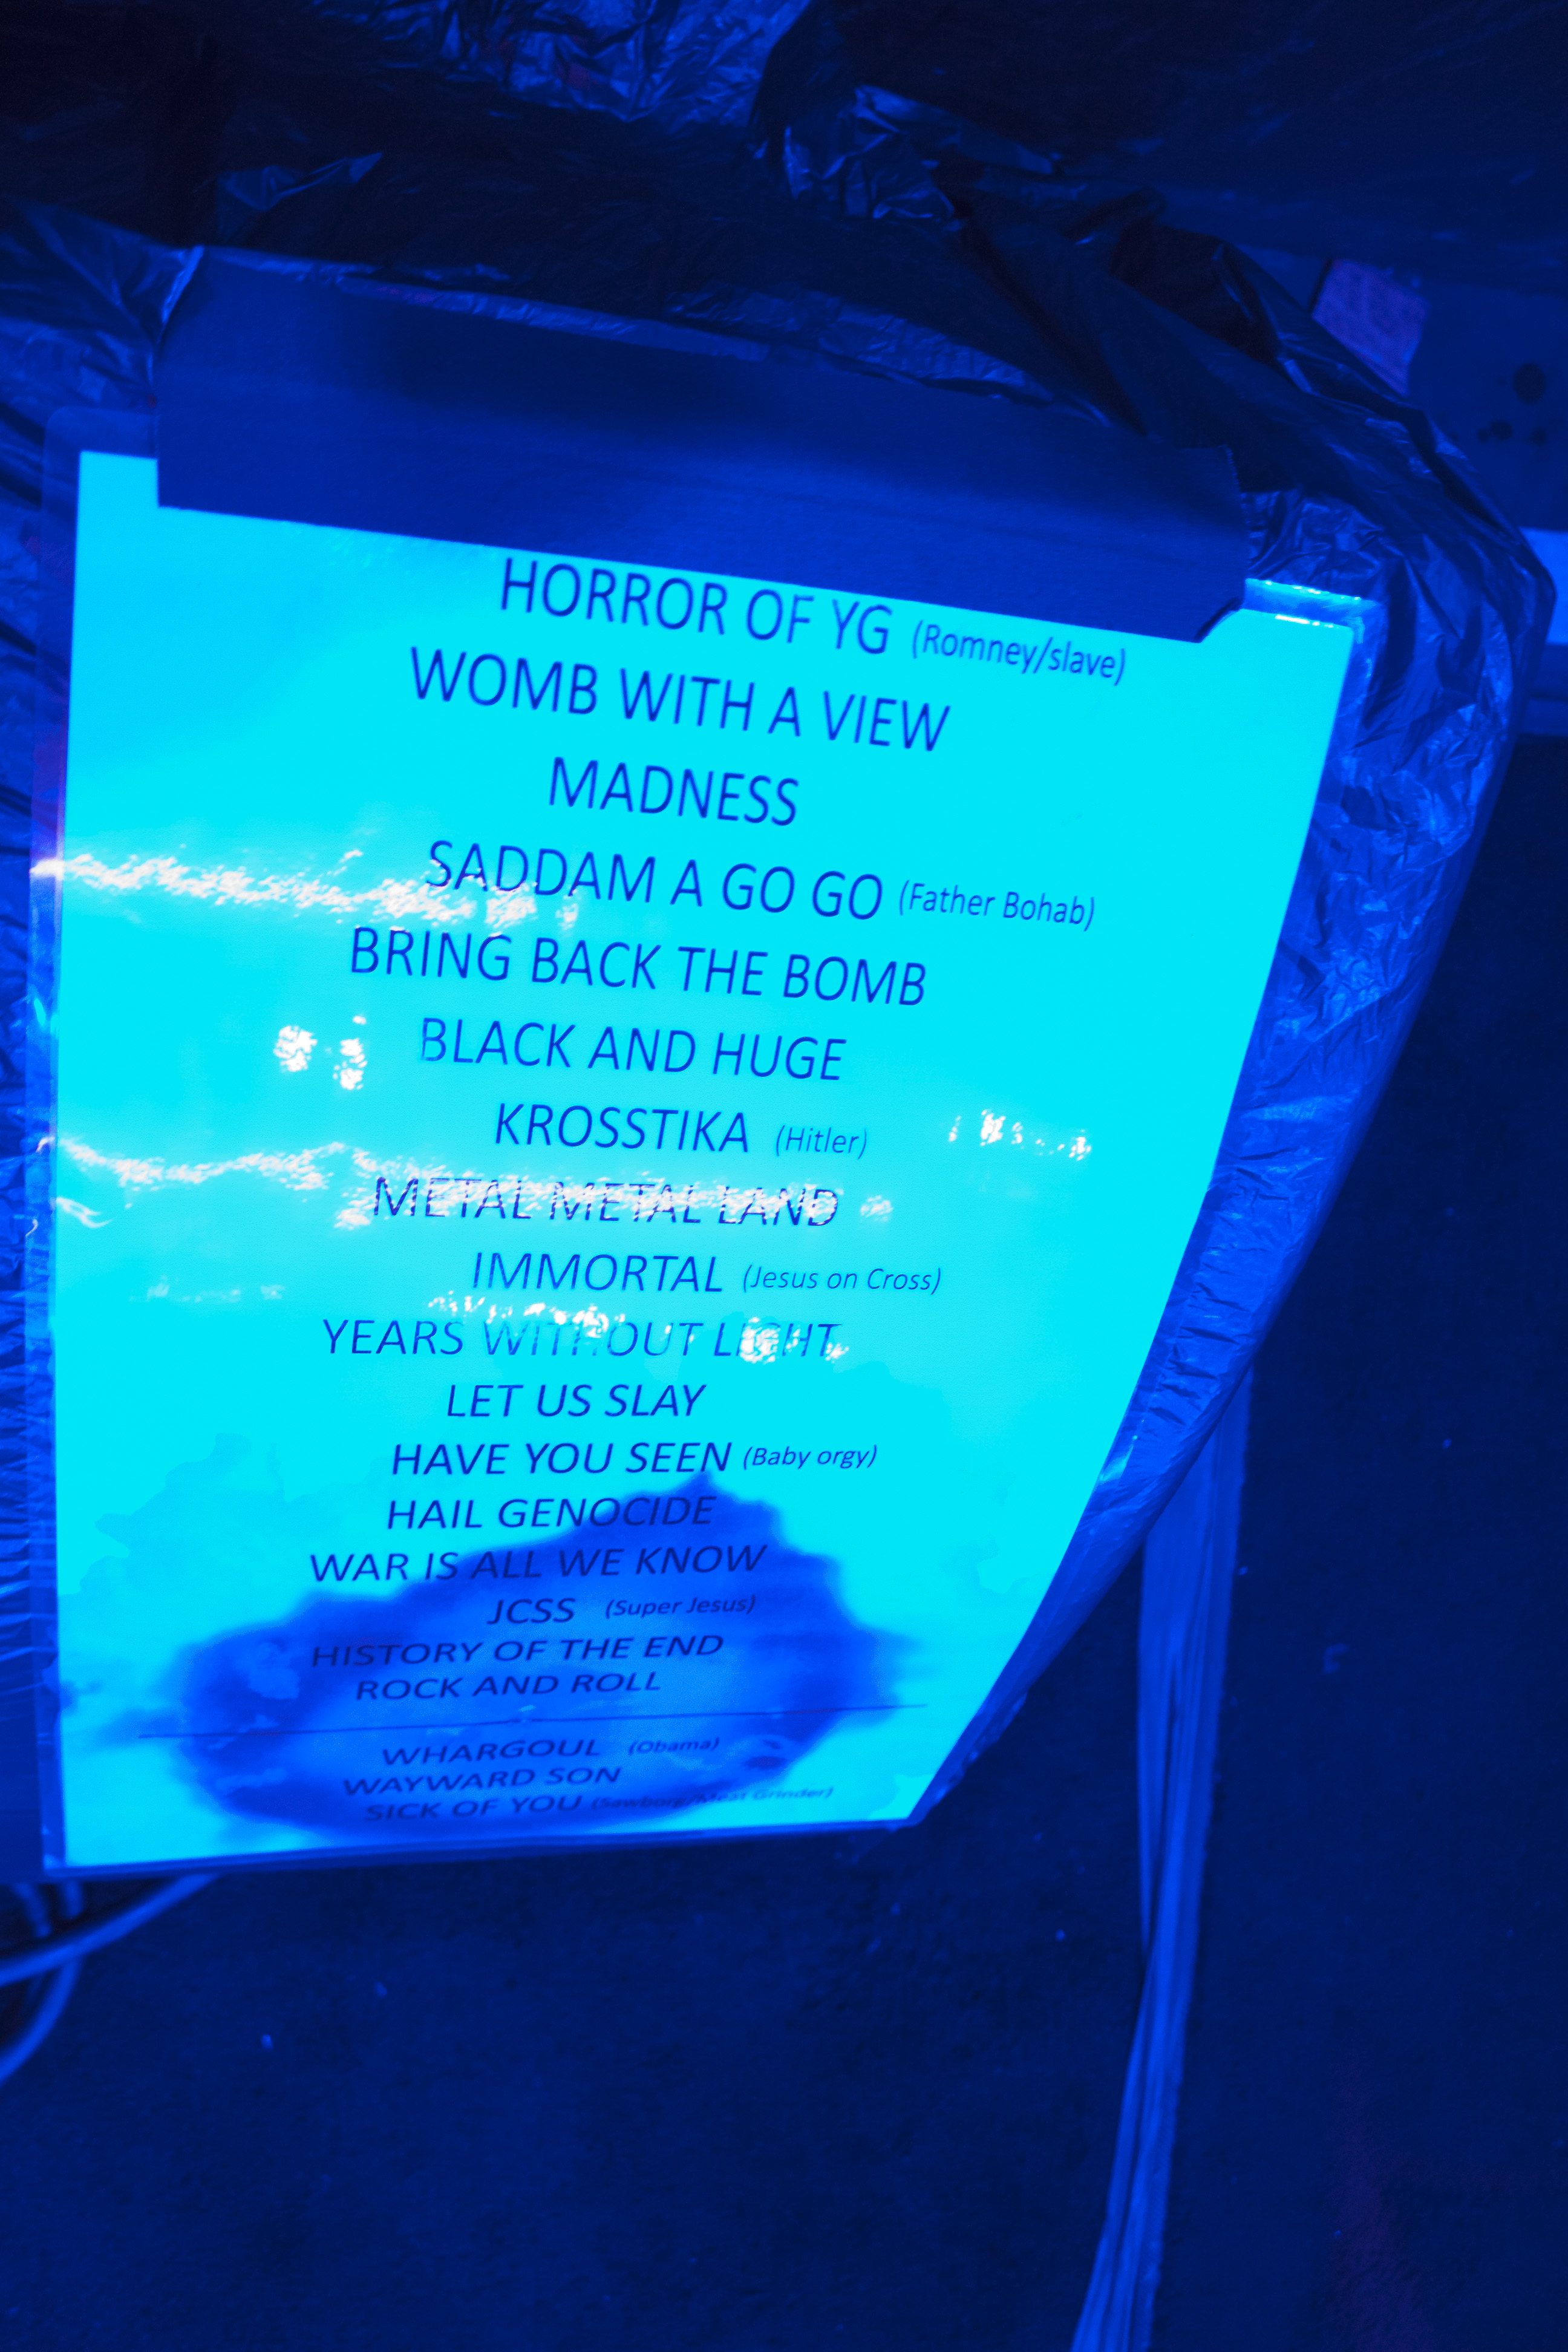 HORROR OF YG (Romney/slave)
WOMB WITH A VIEW
MADNESS
SADDAM A GO GO (Father Bohab)
BRING BACK THE BOMB
BLACK AND HUGE
KROSSTIKA (Hitler)
METAL METAL LAND
IMMORTAL (Jesus on Cross)
YEARS WITHOUT LIGHT
LET US SLAY
HAVE YOU SEEN (Baby orgy)
HAIL GENOCIDE
WAR IS ALL WE KNOW
JCSS (Super Jesus)
HISTORY OF THE END
ROCK AND ROLL
WHARGOUL (Obama)
WAYWARD SON
SICK OF YOU (Sawborg/Meat Grinder)